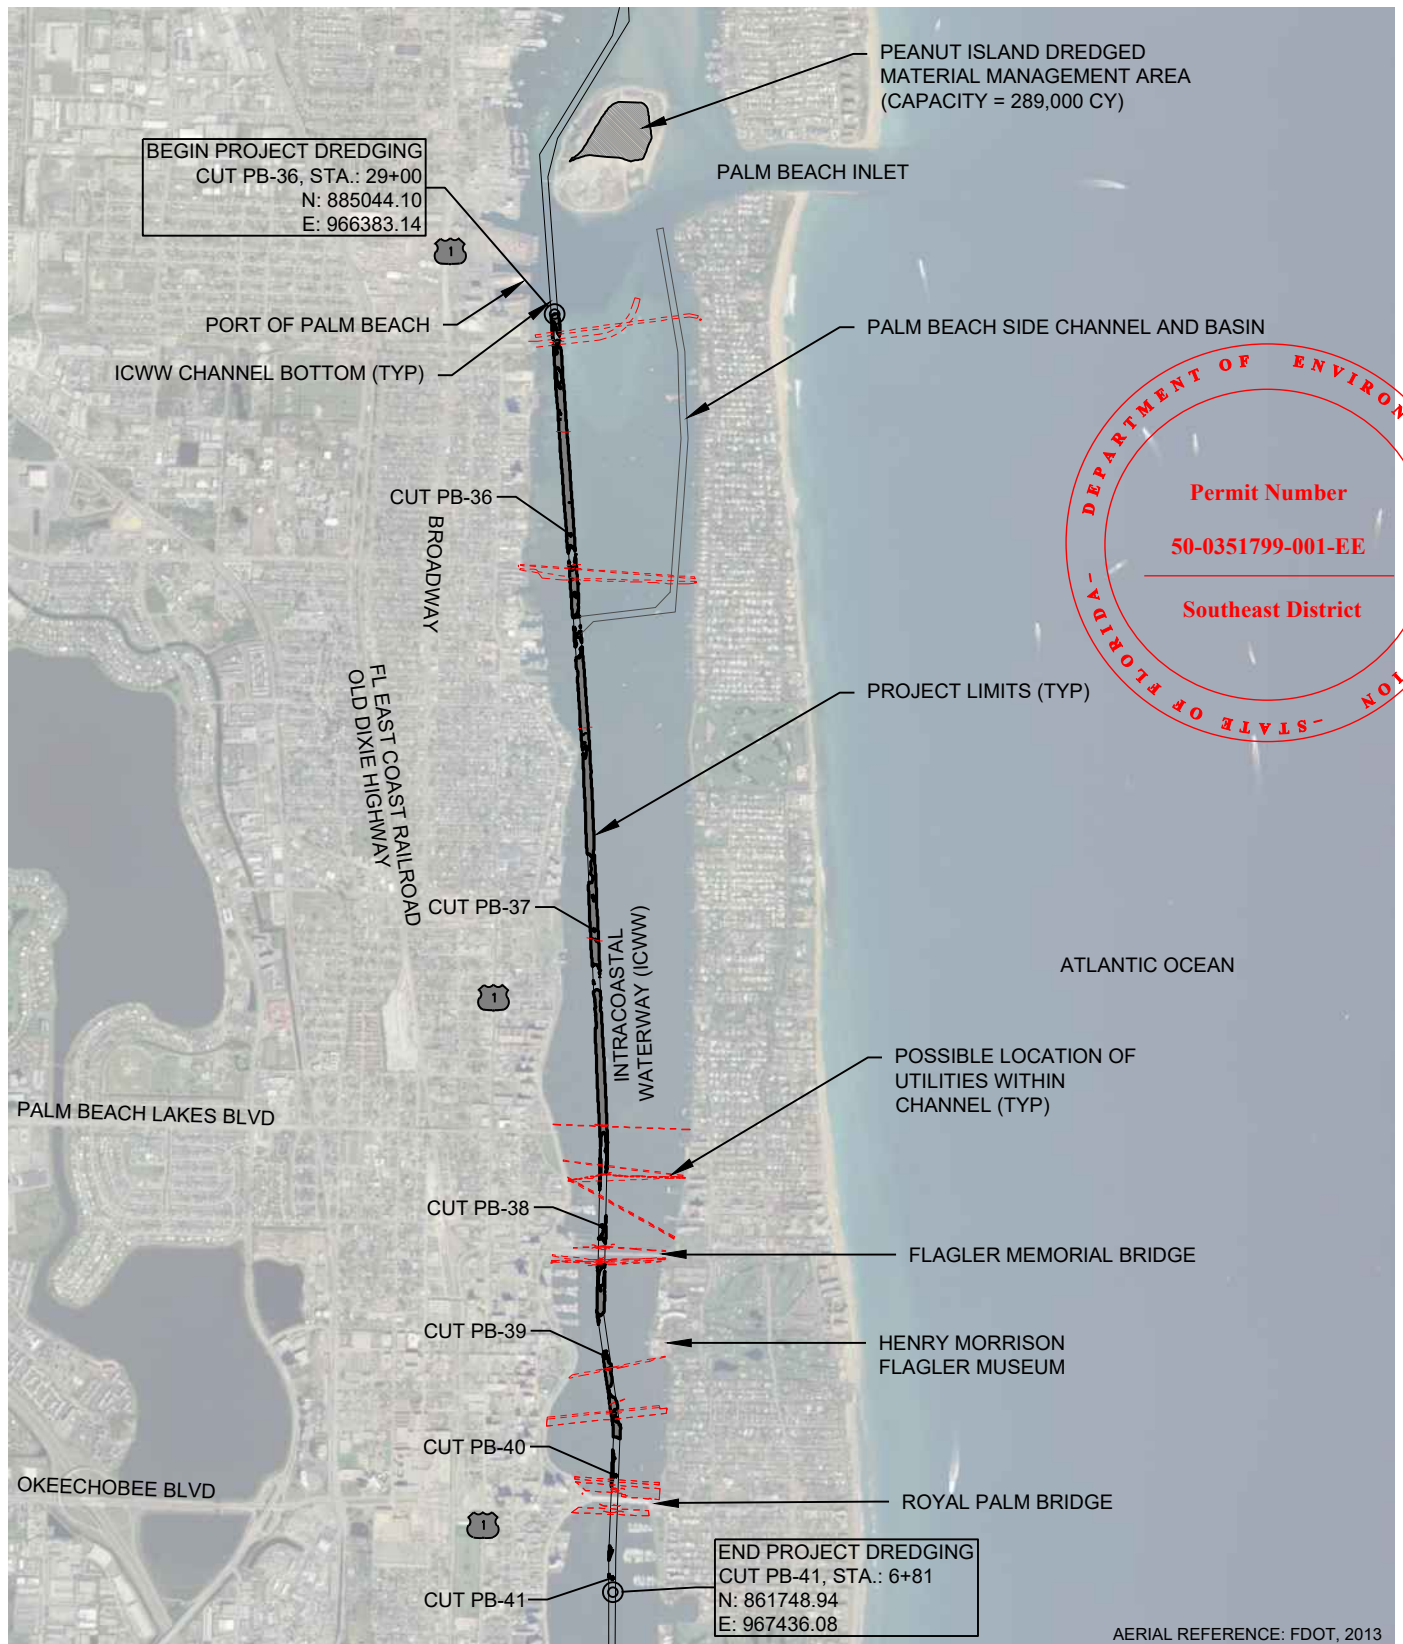 PEANUT ISLAND DREDGED
MATERIAL MANAGEMENT AREA
(CAPACITY = 289,000 CY)
BEGIN PROJECT DREDGING
CUT PB-36, STA.: 29+00
N: 885044.10
E: 966383.14
PALM BEACH INLET
1
PORT OF PALM BEACH
PALM BEACH SIDE CHANNEL AND BASIN
ICWW CHANNEL BOTTOM (TYP)
DEPARTMENT OF ENVIRON
Permit Number
50-0351799-001-EE
Southeast District
ION
-STATE OF FLORIDA-
CUT PB-36
BROADWAY
FL EAST COAST RAILROAD
OLD DIXIE HIGHWAY
PROJECT LIMITS (TYP)
CUT PB-37
INTRACOASTAL
WATERWAY (ICWW)
ATLANTIC OCEAN
1
POSSIBLE LOCATION OF
UTILITIES WITHIN
CHANNEL (TYP)
PALM BEACH LAKES BLVD
CUT PB-38
FLAGLER MEMORIAL BRIDGE
CUT PB-39
HENRY MORRISON
FLAGLER MUSEUM
CUT PB-40
OKEECHOBEE BLVD
ROYAL PALM BRIDGE
1
END PROJECT DREDGING
CUT PB-41, STA.: 6+81
N: 861748.94
E: 967436.08
CUT PB-41
AERIAL REFERENCE: FDOT, 2013